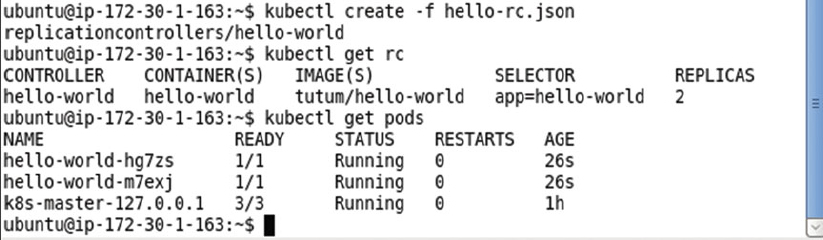 ubuntu@ip-172-30-1-163:~$ kubectl create -f hello-rc.json
replicationcontrollers/hello-world
ubuntu@ip-172-30-1-163:~$ kubectl get rc
CONTROLLER    CONTAINER(S)   IMAGE(S)            SELECTOR          REPLICAS
hello-world   hello-world    tutum/hello-world   app=hello-world   2
ubuntu@ip-172-30-1-163:~$ kubectl get pods
NAME                   READY     STATUS    RESTARTS   AGE
hello-world-hg7zs      1/1       Running   0          26s
hello-world-m7exj      1/1       Running   0          26s
k8s-master-127.0.0.1   3/3       Running   0          1h
ubuntu@ip-172-30-1-163:~$